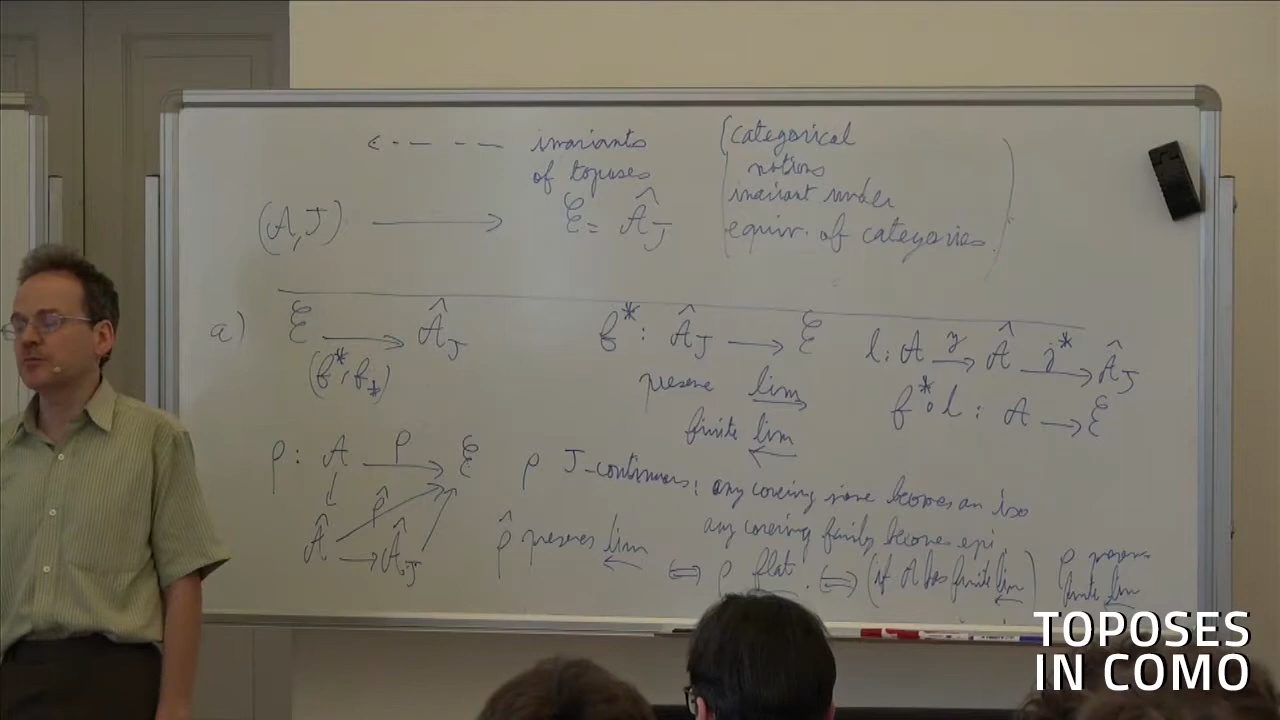 <-- - -- invariants of toposes
(categorical notions invariant under equiv. of categories)
(A, J) ⟶ ℰ = Â_J
a) ℰ ⟶ Â_J
(f*, f_*)
f* : Â_J ⟶ ℰ
preserve lim→
finite lim←
l : A —y→ Â —j*→ Â_J
f* ∘ l : A ⟶ ℰ
ρ : A —ρ→ ℰ
↓ ρ̂
Â ⟶ Â_J
ρ J-continuous : any covering sieve becomes an iso
any covering family become epi
ρ̂ preserves lim← ⟺ ρ flat. ⟺ (if A has finite lim←) ρ preserves finite lim←
TOPOSES
IN COMO